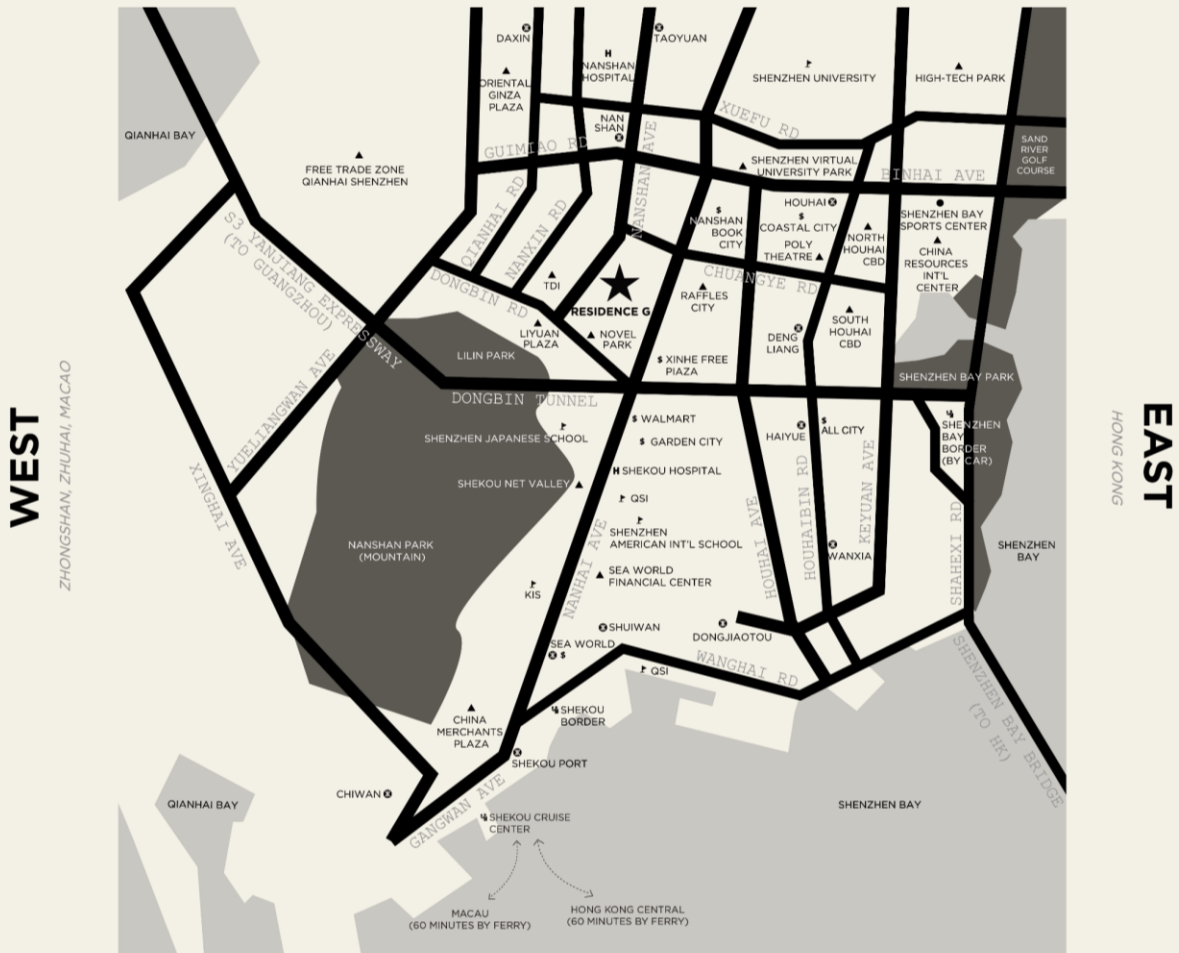 DAXIN
TAOYUAN
H
NANSHAN
HOSPITAL
ORIENTAL
GINZA
PLAZA
SHENZHEN UNIVERSITY
HIGH-TECH PARK
QIANHAI BAY
FREE TRADE ZONE
QIANHAI SHENZHEN
NAN
SHAN
GUIMIAO RD
NANSHAN AVE
XUEFU RD
SHENZHEN VIRTUAL
UNIVERSITY PARK
BINHAI AVE
SAND
RIVER
GOLF
COURSE
S3 YANJIANG EXPRESSWAY
(TO GUANGZHOU)
QIANHAI RD
NANXIN RD
$
NANSHAN
BOOK
CITY
HOUHAI
$
COASTAL CITY
POLY
THEATRE
NORTH
HOUHAI
CBD
SHENZHEN BAY
SPORTS CENTER
CHINA
RESOURCES
INT'L
CENTER
DONGBIN RD
TDI
RESIDENCE G
CHUANGYE RD
RAFFLES
CITY
LIYUAN
PLAZA
NOVEL
PARK
DENG
LIANG
SOUTH
HOUHAI
CBD
LILIN PARK
$ XINHE FREE
PIAZA
SHENZHEN BAY PARK
YUELIANGWAN AVE
DONGBIN TUNNEL
WEST
ZHONGSHAN, ZHUHAI, MACAO
EAST
HONG KONG
SHENZHEN JAPANESE SCHOOL
$ WALMART
$ GARDEN CITY
HAIYUE
$
ALL CITY
SHENZHEN
BAY
BORDER
(BY CAR)
XINGHAI AVE
SHEKOU NET VALLEY
H SHEKOU HOSPITAL
QSI
NANSHAN PARK
(MOUNTAIN)
SHENZHEN
AMERICAN INT'L SCHOOL
HOUHAI AVE
HOUHAIBIN RD
KEYUAN AVE
WANXIA
SHAHEXI RD
SHENZHEN
BAY
KIS
NANHAI AVE
SEA WORLD
FINANCIAL CENTER
SHUIWAN
SEA WORLD
$
DONGJIAOTOU
QSI
WANGHAI RD
SHENZHEN BAY BRIDGE
(TO HK)
CHINA
MERCHANTS
PLAZA
SHEKOU
BORDER
SHEKOU PORT
CHIWAN
GANGWAN AVE
QIANHAI BAY
SHEKOU CRUISE
CENTER
SHENZHEN BAY
MACAU
(60 MINUTES BY FERRY)
HONG KONG CENTRAL
(60 MINUTES BY FERRY)